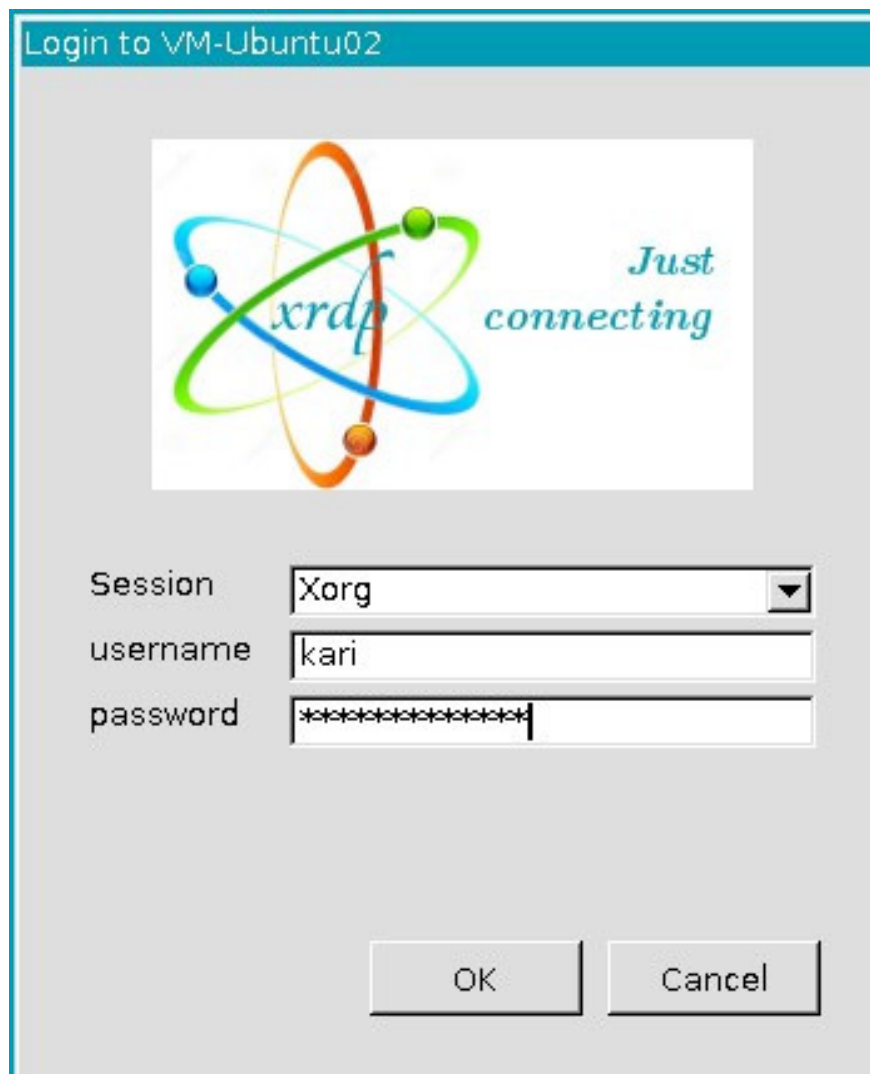 Login to VM-Ubuntu02
xrdp
Just
connecting
Session
Xorg
username
kari
password
*************
OK
Cancel